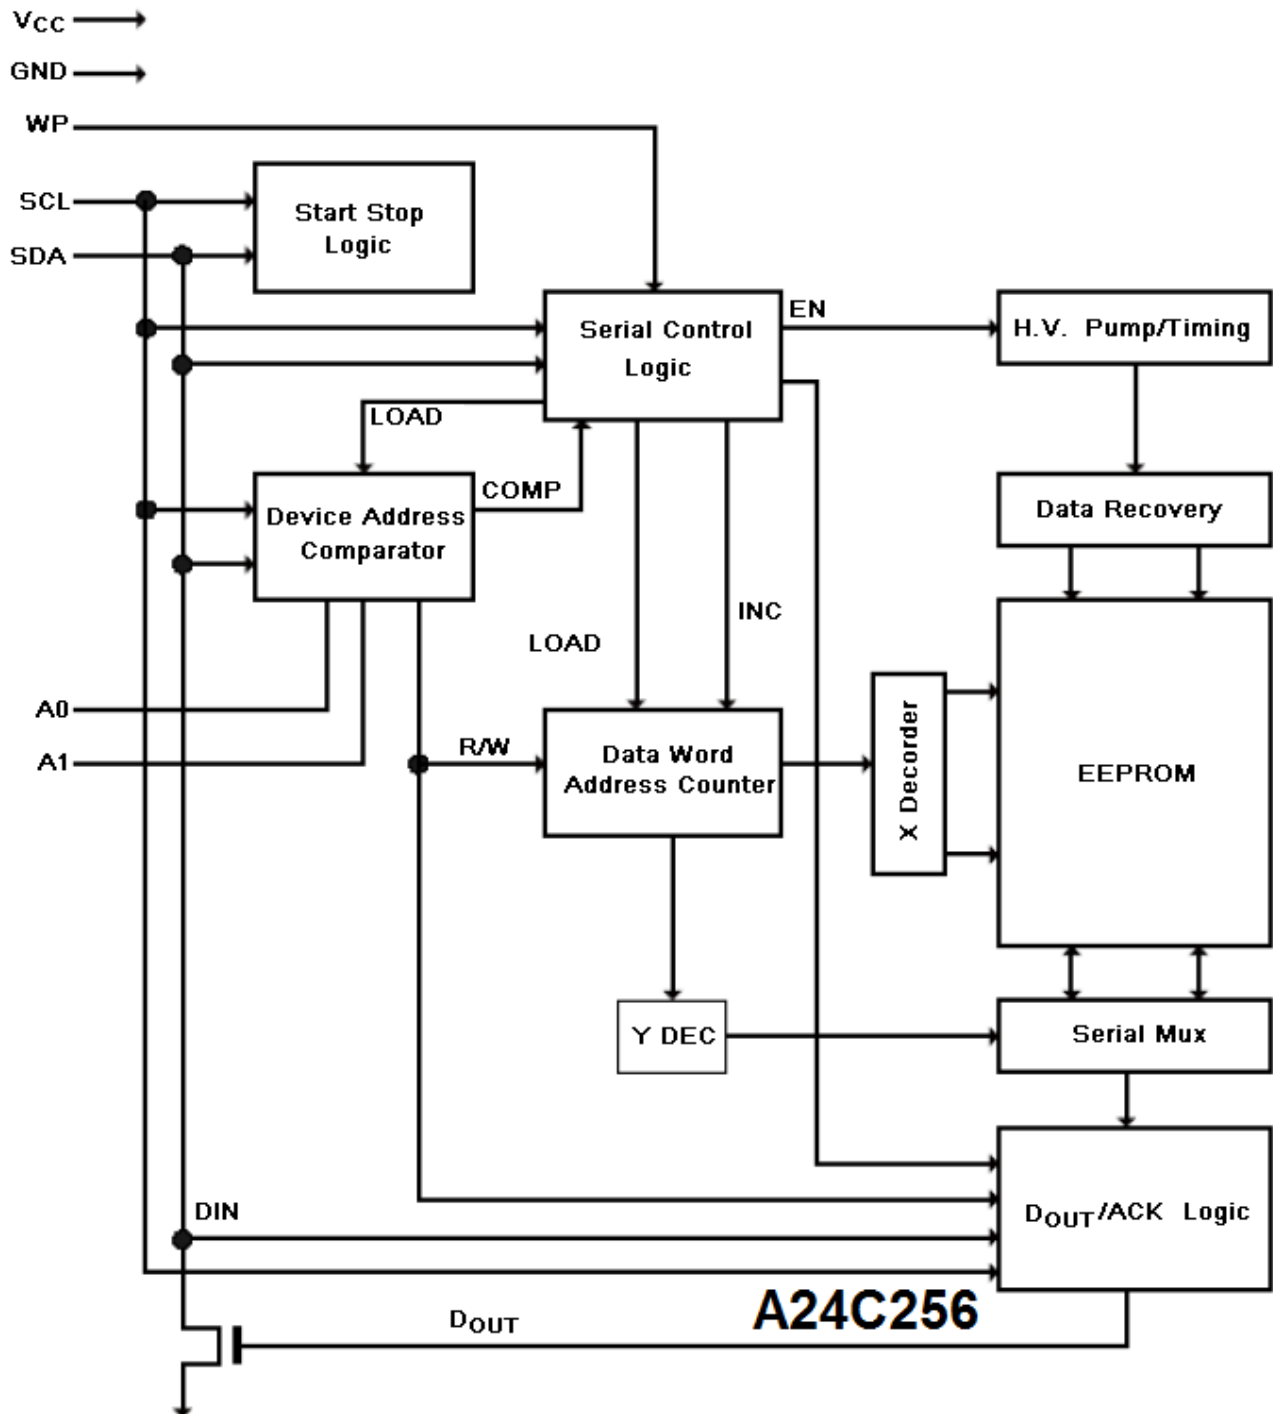 VCC
GND
WP
SCL
SDA
Start Stop
Logic
Serial Control
Logic
EN
H.V. Pump/Timing
LOAD
COMP
Device Address
Comparator
Data Recovery
INC
LOAD
A0
A1
R/W
Data Word
Address Counter
X Decorder
EEPROM
Y DEC
Serial Mux
DIN
DOUT/ACK Logic
A24C256
DOUT